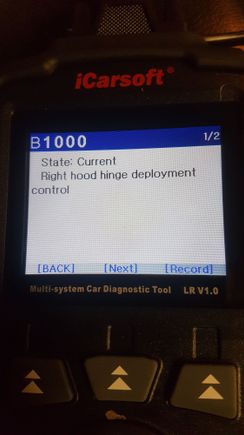 iCarsoft®
B1000 1/2
State: Current
Right hood hinge deployment
control
[BACK] [Next] [Record]
Multi-system Car Diagnostic Tool LR V1.0